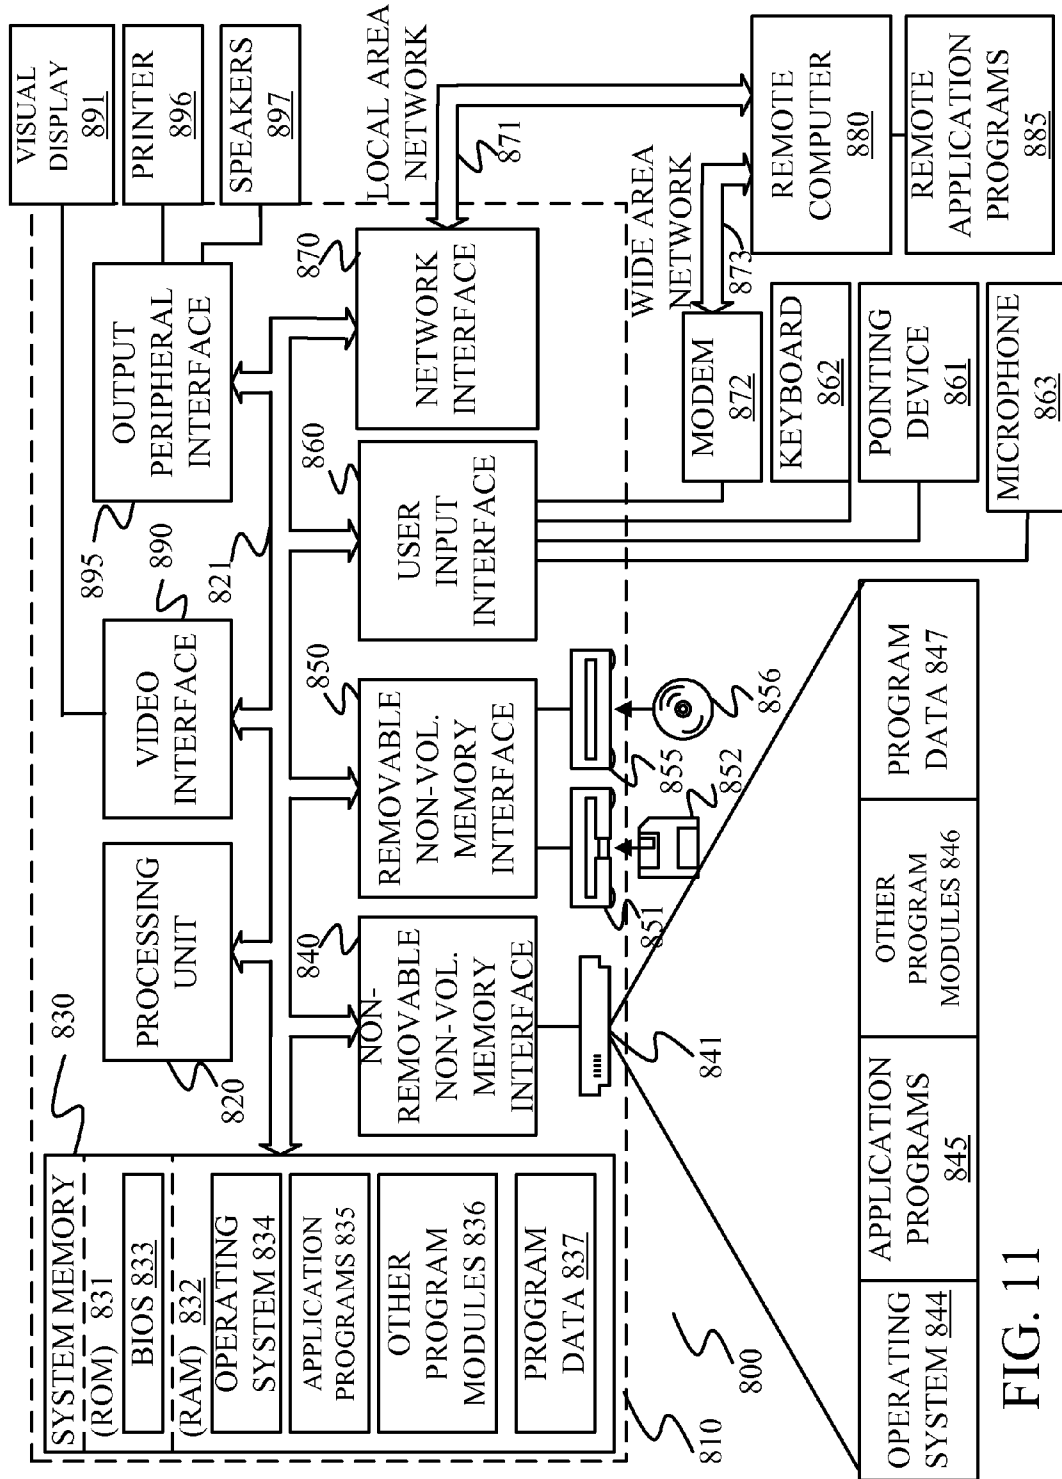 SYSTEM MEMORY
(ROM) 831
BIOS 833
(RAM) 832
OPERATING
SYSTEM 834
APPLICATION
PROGRAMS 835
OTHER
PROGRAM
MODULES 836
PROGRAM
DATA 837
810
830
PROCESSING
UNIT
820
VIDEO
INTERFACE
890
OUTPUT
PERIPHERAL
INTERFACE
895
821
VISUAL
DISPLAY
891
PRINTER
896
SPEAKERS
897
NON-
REMOVABLE
NON-VOL.
MEMORY
INTERFACE
840
REMOVABLE
NON-VOL.
MEMORY
INTERFACE
850
USER
INPUT
INTERFACE
860
NETWORK
INTERFACE
870
LOCAL AREA
NETWORK
871
841
851
852
855
856
WIDE AREA
NETWORK
873
MODEM
872
KEYBOARD
862
POINTING
DEVICE
861
MICROPHONE
863
REMOTE
COMPUTER
880
REMOTE
APPLICATION
PROGRAMS
885
800
OPERATING
SYSTEM 844
APPLICATION
PROGRAMS
845
OTHER
PROGRAM
MODULES 846
PROGRAM
DATA 847
FIG. 11